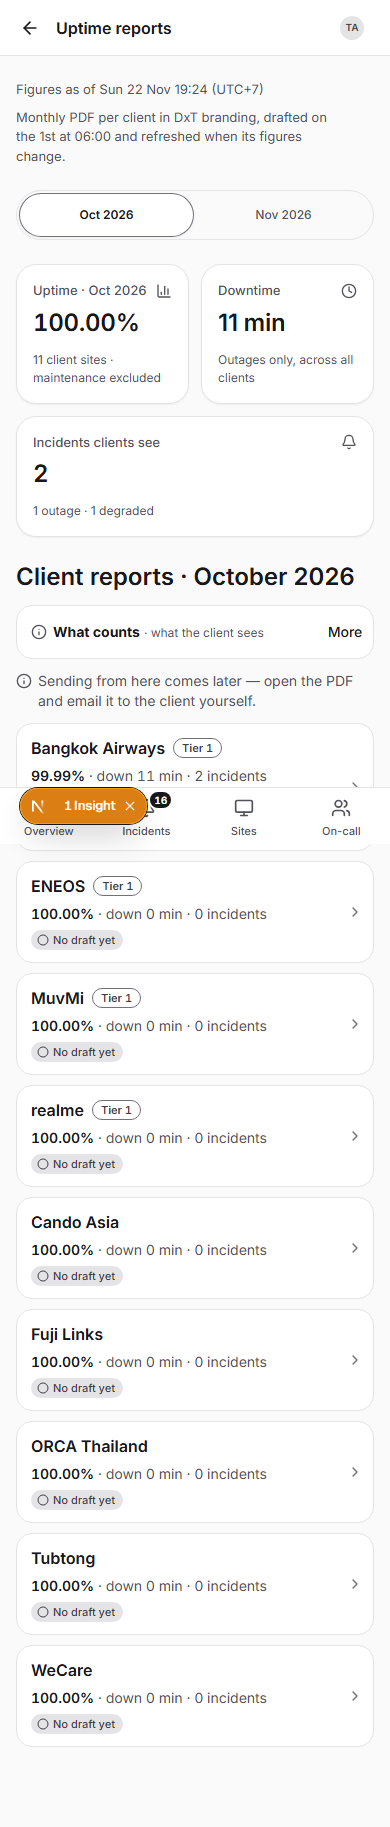 Uptime reports
TA
Figures as of Sun 22 Nov 19:24 (UTC+7)
Monthly PDF per client in DxT branding, drafted on
the 1st at 06:00 and refreshed when its figures
change.
Oct 2026
Nov 2026
Uptime · Oct 2026
100.00%
11 client sites ·
maintenance excluded
Downtime
11 min
Outages only, across all
clients
Incidents clients see
2
1 outage · 1 degraded
Client reports · October 2026
What counts · what the client sees
More
Sending from here comes later — open the PDF
and email it to the client yourself.
Bangkok Airways Tier 1
99.99% · down 11 min · 2 incidents
N 1 Insight
16
Overview
Incidents
Sites
On-call
ENEOS Tier 1
100.00% · down 0 min · 0 incidents
No draft yet
MuvMi Tier 1
100.00% · down 0 min · 0 incidents
No draft yet
realme Tier 1
100.00% · down 0 min · 0 incidents
No draft yet
Cando Asia
100.00% · down 0 min · 0 incidents
No draft yet
Fuji Links
100.00% · down 0 min · 0 incidents
No draft yet
ORCA Thailand
100.00% · down 0 min · 0 incidents
No draft yet
Tubtong
100.00% · down 0 min · 0 incidents
No draft yet
WeCare
100.00% · down 0 min · 0 incidents
No draft yet